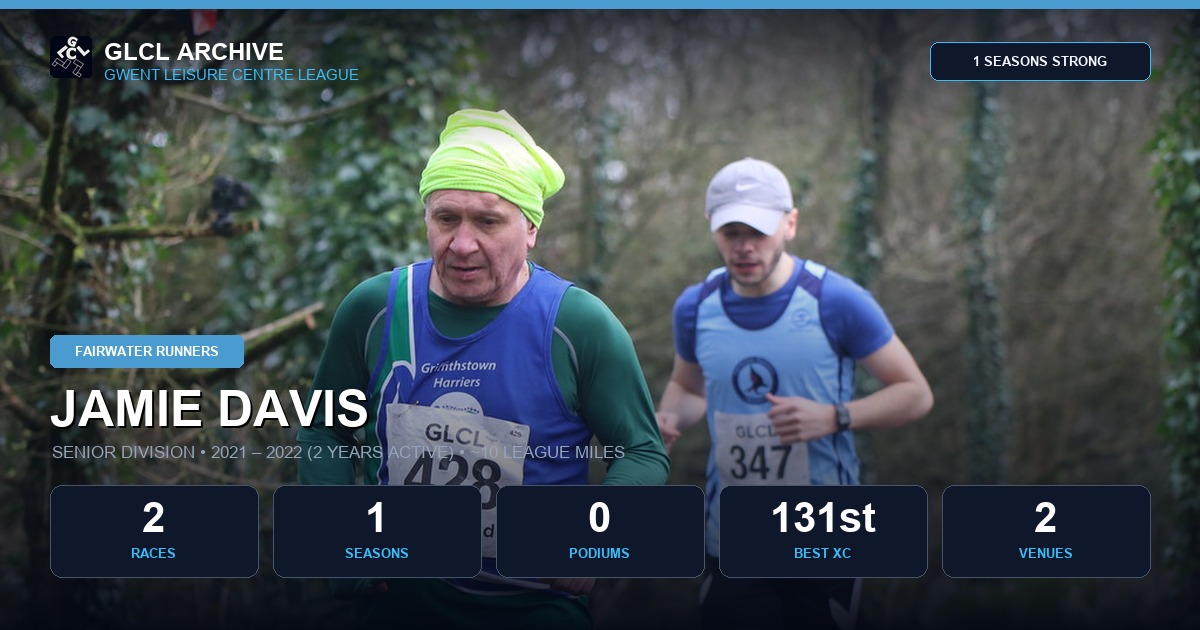 GLCL ARCHIVE
GWENT LEISURE CENTRE LEAGUE
1 SEASONS STRONG
FAIRWATER RUNNERS
JAMIE DAVIS
SENIOR DIVISION • 2021 – 2022 (2 YEARS ACTIVE) • ~10 LEAGUE MILES
Griffithstown
Harriers
GLCL
428
GLCL
347
2
RACES
1
SEASONS
0
PODIUMS
131st
BEST XC
2
VENUES